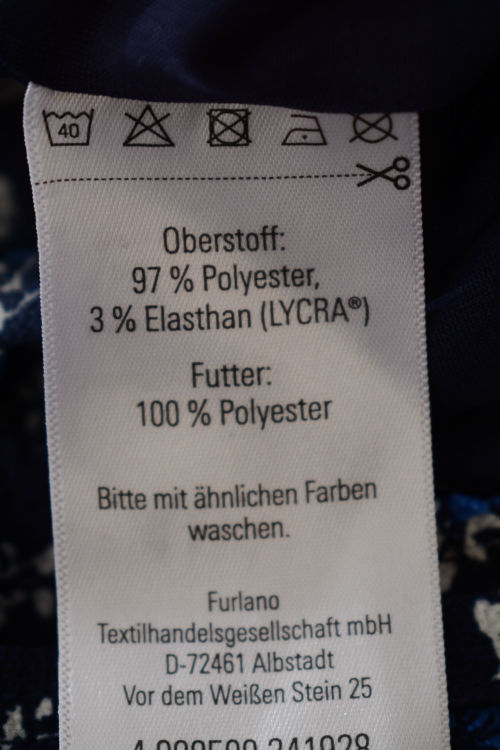 40
Oberstoff:
97 % Polyester,
3 % Elasthan (LYCRA®)
Futter:
100 % Polyester
Bitte mit ähnlichen Farben
waschen.
Furlano
Textilhandelsgesellschaft mbH
D-72461 Albstadt
Vor dem Weißen Stein 25